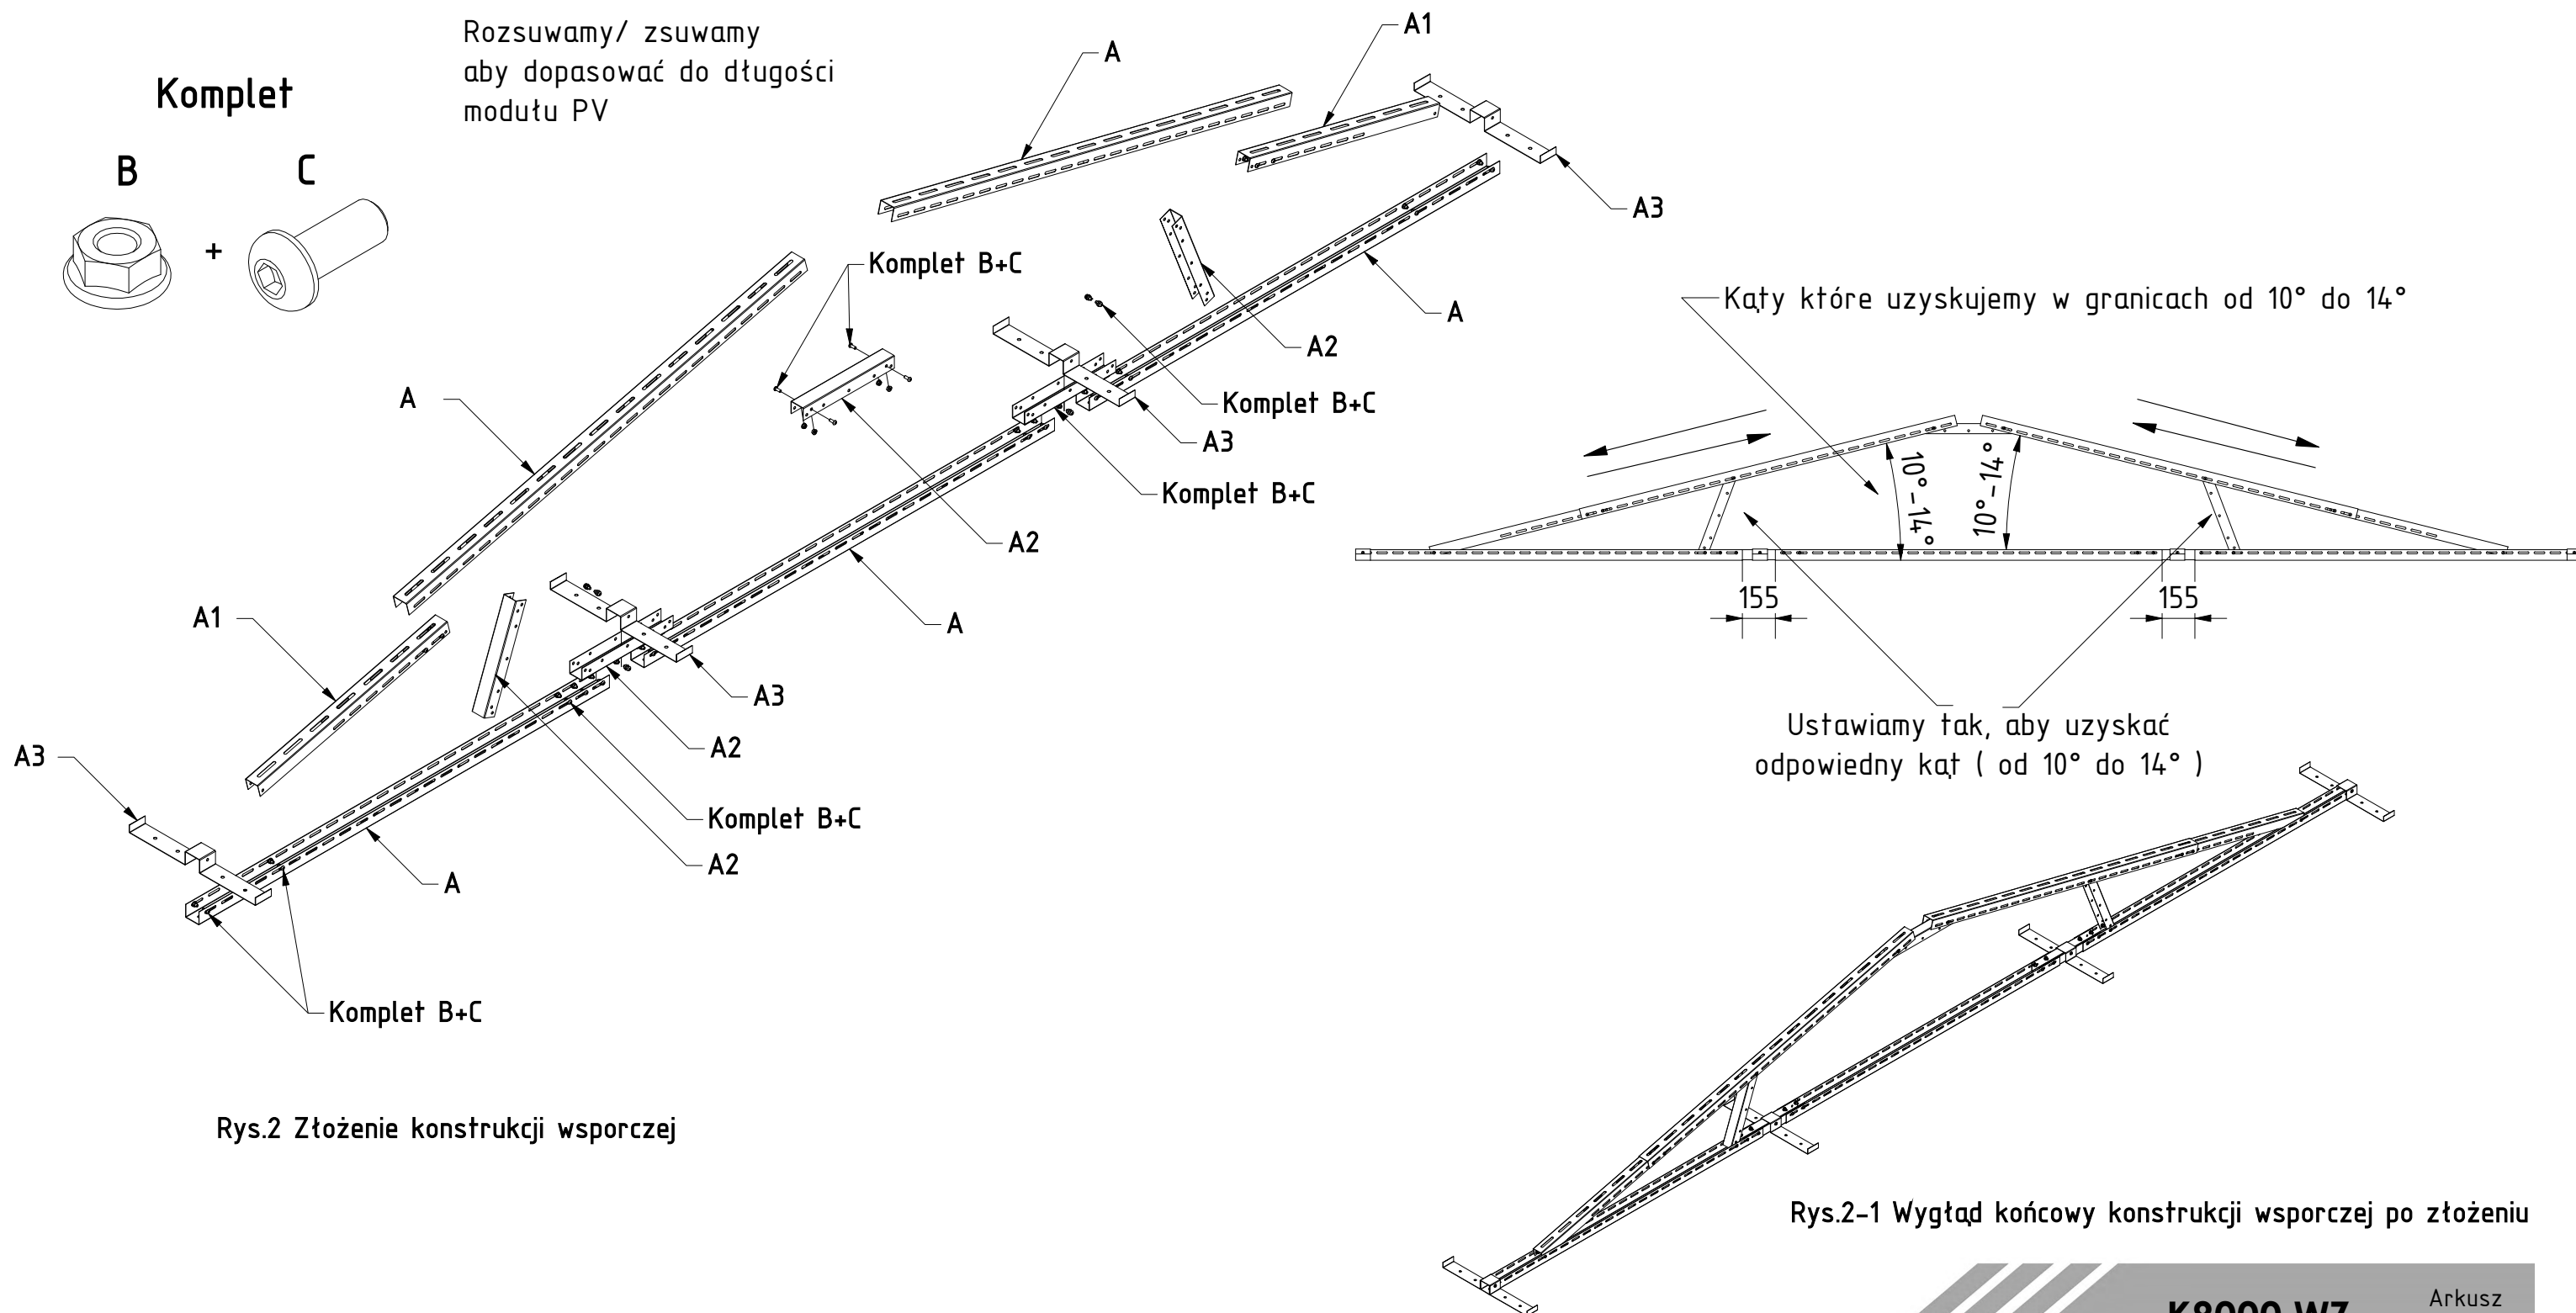 Rozsuwamy/ zsuwamy
aby dopasować do długości
modułu PV
Komplet
B
C
+
A
A1
A3
Komplet B+C
A
A2
Komplet B+C
A3
Komplet B+C
A
A2
A
A1
A3
A2
A3
Komplet B+C
A2
A
Komplet B+C
Rys.2 Złożenie konstrukcji wsporczej
Kąty które uzyskujemy w granicach od 10° do 14°
10°-14°
10°-14°
155
155
Ustawiamy tak, aby uzyskać
odpowiedny kąt ( od 10° do 14° )
Rys.2-1 Wygłąd końcowy konstrukcji wsporczej po złożeniu
Arkusz